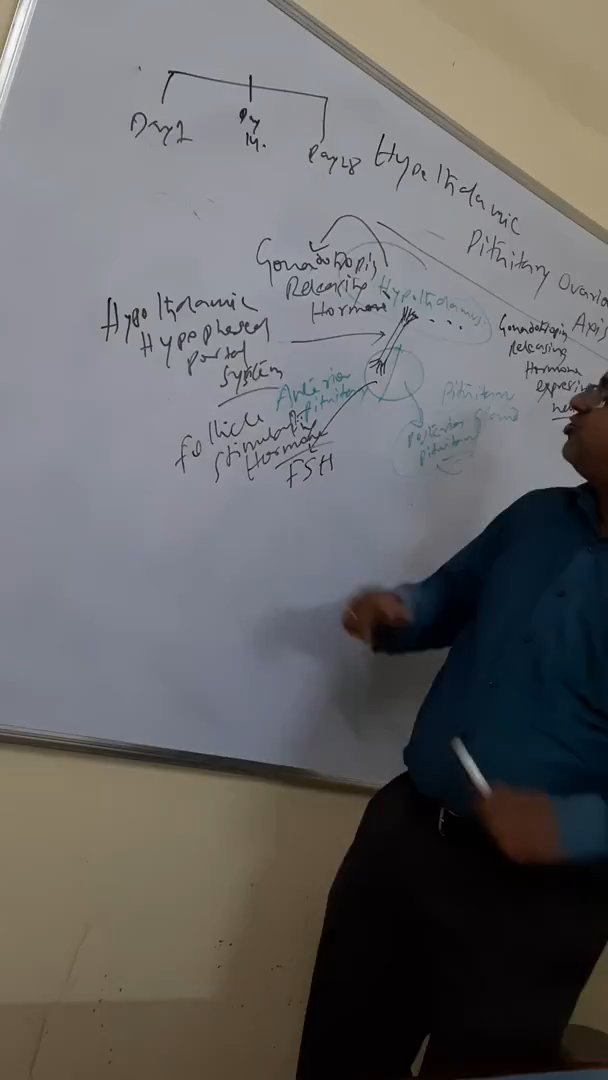 Day 1
Day
14.
Day 28
Hypothalamic
Pituitary Ovarian
Axis
Gonadotropin
Releasing
Hormone
Hypothalamus
Hypothalamic
Hypophyseal
portal
system
Gonadotropin
Releasing
Hormone
expressing
Anterior
pituitary
Pituitary
Gland
Posterior
pituitary
Follicle
Stimulating
Hormone
FSH